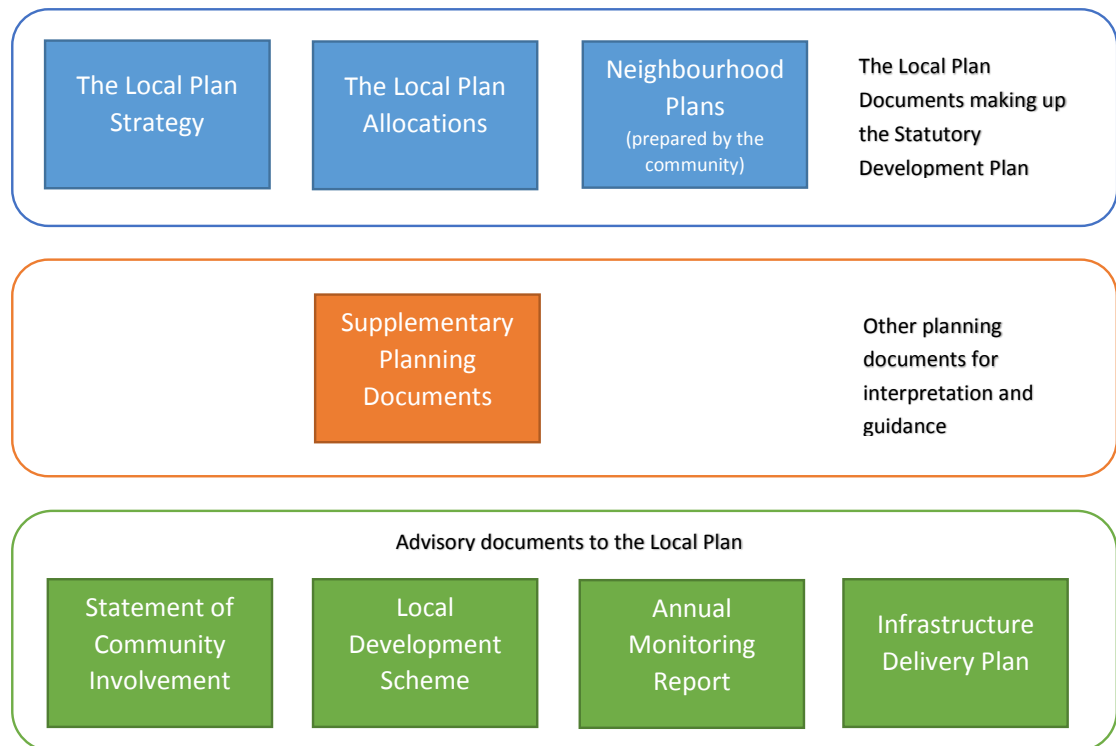 The Local Plan
Strategy
The Local Plan
Allocations
Neighbourhood
Plans
(prepared by the
community)
The Local Plan
Documents making up
the Statutory
Development Plan
Supplementary
Planning
Documents
Other planning
documents for
interpretation and
guidance
Advisory documents to the Local Plan
Statement of
Community
Involvement
Local
Development
Scheme
Annual
Monitoring
Report
Infrastructure
Delivery Plan